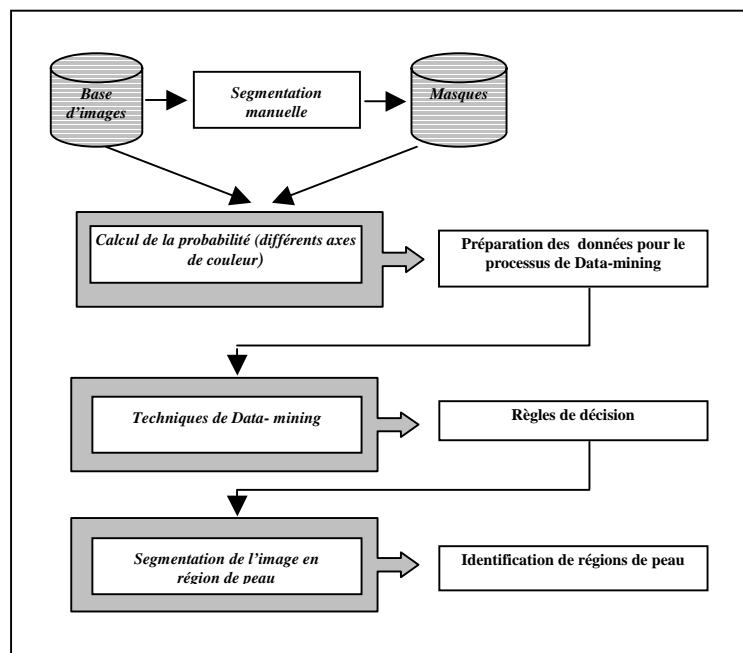 Base
d'images
Segmentation
manuelle
Masques
Calcul de la probabilité (différents axes
de couleur)
Préparation des données pour le
processus de Data-mining
Techniques de Data- mining
Règles de décision
Segmentation de l'image en
région de peau
Identification de régions de peau